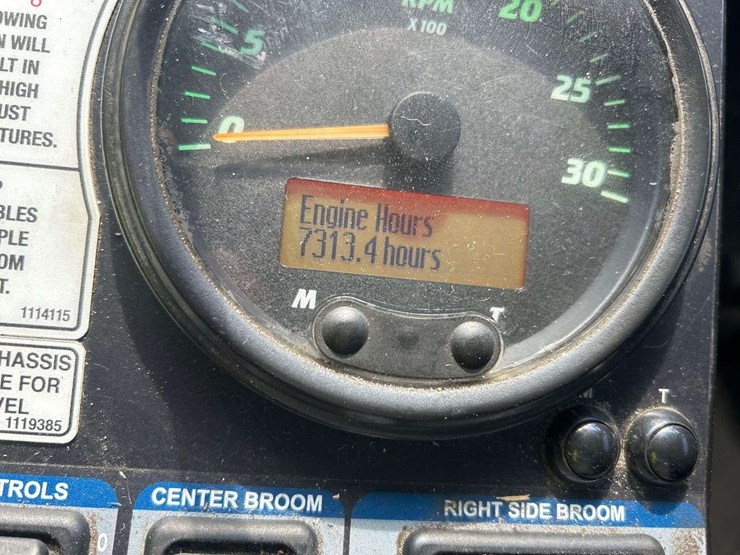 OWING
N WILL
LT IN
HIGH
UST
TURES.
BLES
PLE
OM
T.
1114115
HASSIS
E FOR
VEL
1119385
RPM
X100
0
5
20
25
30
Engine Hours
7313.4 hours
M
T
M
T
TROLS
CENTER BROOM
RIGHT SIDE BROOM
0